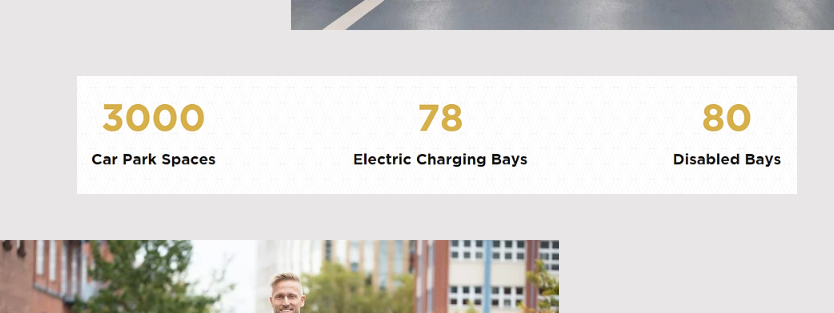 3000 78 80
Car Park Spaces Electric Charging Bays Disabled Bays